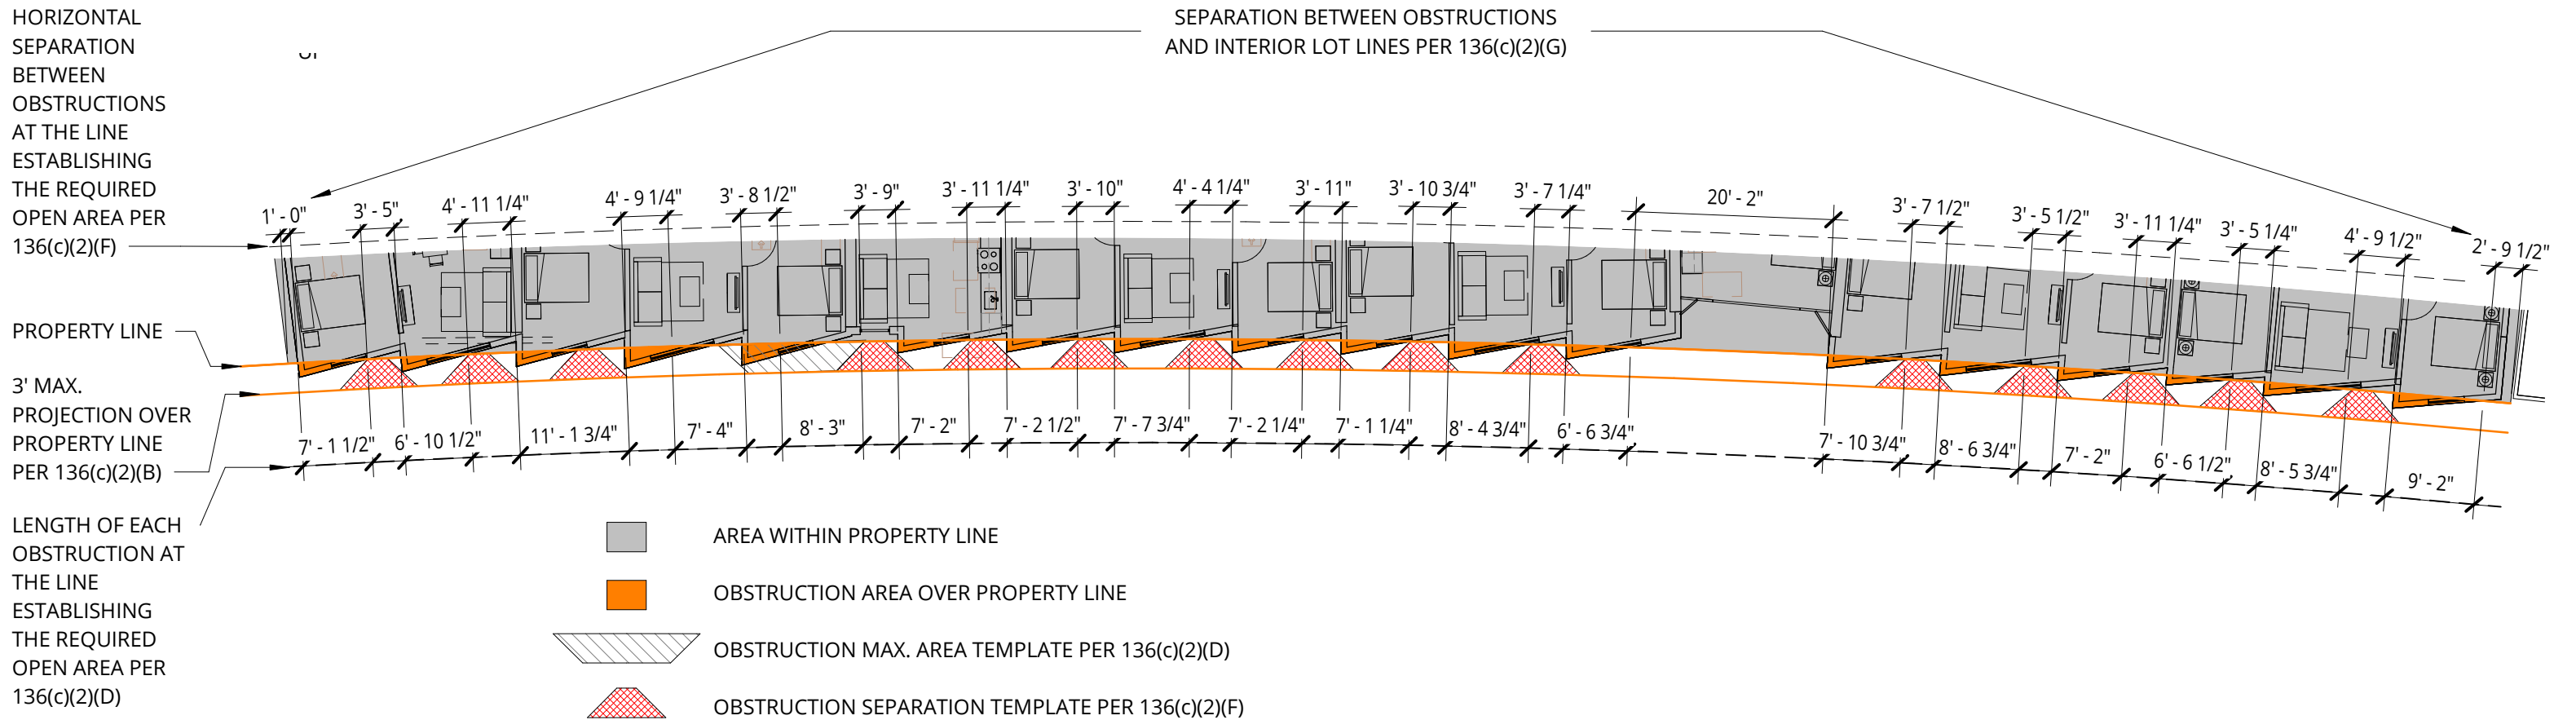 HORIZONTAL
SEPARATION
BETWEEN
OBSTRUCTIONS
AT THE LINE
ESTABLISHING
THE REQUIRED
OPEN AREA PER
136(c)(2)(F)
SEPARATION BETWEEN OBSTRUCTIONS
AND INTERIOR LOT LINES PER 136(c)(2)(G)
1' - 0"
3' - 5"
4' - 11 1/4"
4' - 9 1/4"
3' - 8 1/2"
3' - 9"
3' - 11 1/4"
3' - 10"
4' - 4 1/4"
3' - 11"
3' - 10 3/4"
3' - 7 1/4"
20' - 2"
3' - 7 1/2"
3' - 5 1/2"
3' - 11 1/4"
3' - 5 1/4"
4' - 9 1/2"
2' - 9 1/2"
PROPERTY LINE
3' MAX.
PROJECTION OVER
PROPERTY LINE
PER 136(c)(2)(B)
7' - 1 1/2"
6' - 10 1/2"
11' - 1 3/4"
7' - 4"
8' - 3"
7' - 2"
7' - 2 1/2"
7' - 7 3/4"
7' - 2 1/4"
7' - 1 1/4"
8' - 4 3/4"
6' - 6 3/4"
7' - 10 3/4"
8' - 6 3/4"
7' - 2"
6' - 6 1/2"
8' - 5 3/4"
9' - 2"
LENGTH OF EACH
OBSTRUCTION AT
THE LINE
ESTABLISHING
THE REQUIRED
OPEN AREA PER
136(c)(2)(D)
AREA WITHIN PROPERTY LINE
OBSTRUCTION AREA OVER PROPERTY LINE
OBSTRUCTION MAX. AREA TEMPLATE PER 136(c)(2)(D)
OBSTRUCTION SEPARATION TEMPLATE PER 136(c)(2)(F)